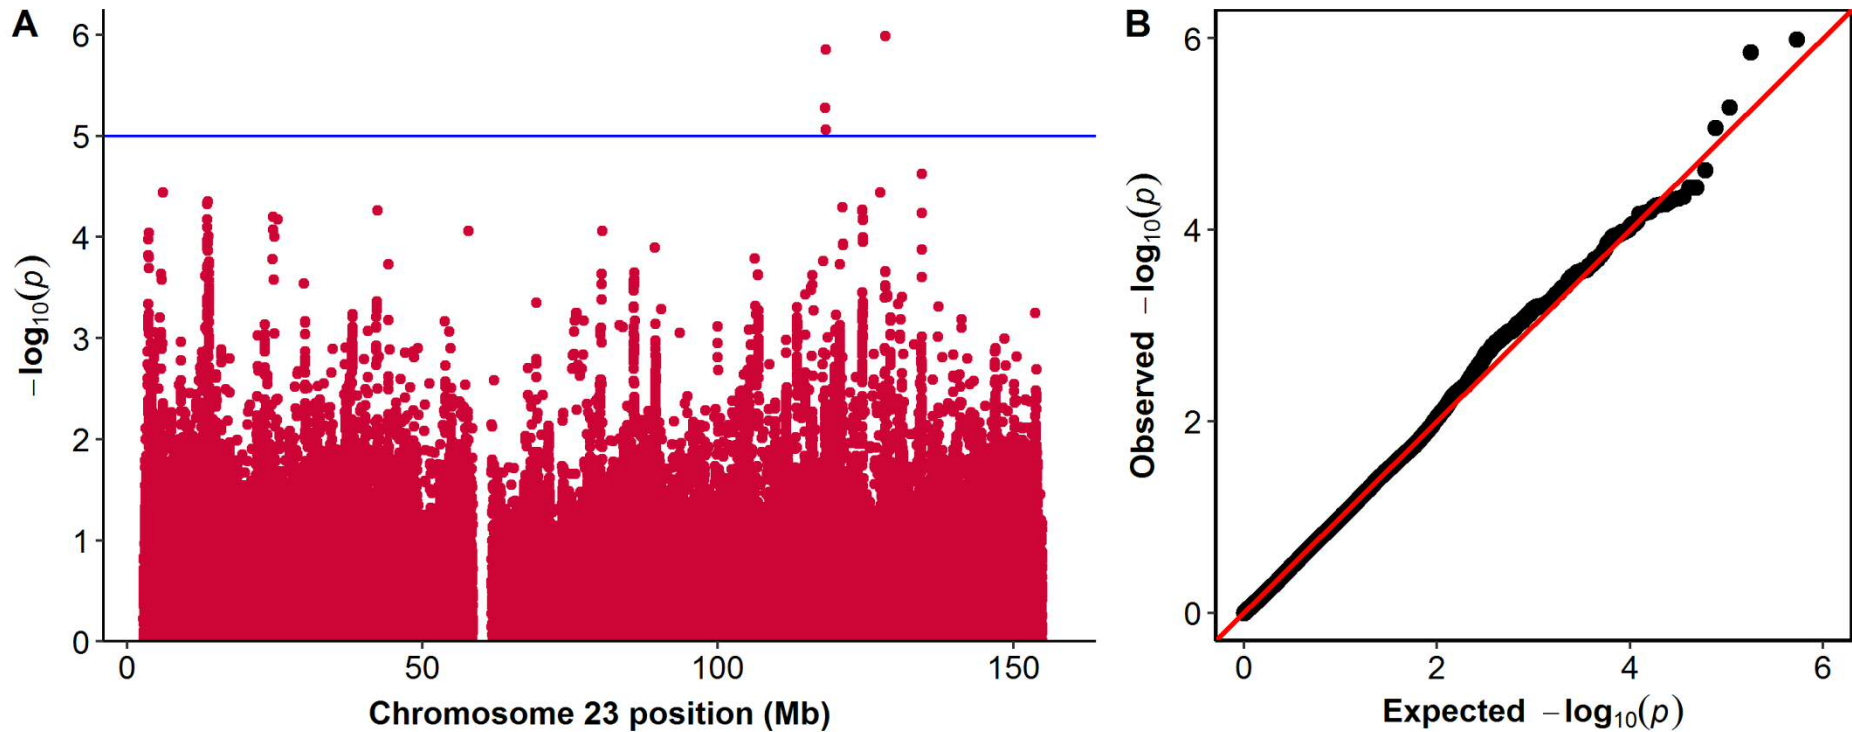 A
−log₁₀(p)
6
5
4
3
2
1
0
0 50 100 150
Chromosome 23 position (Mb)
B
Observed −log₁₀(p)
6
4
2
0
0 2 4 6
Expected −log₁₀(p)